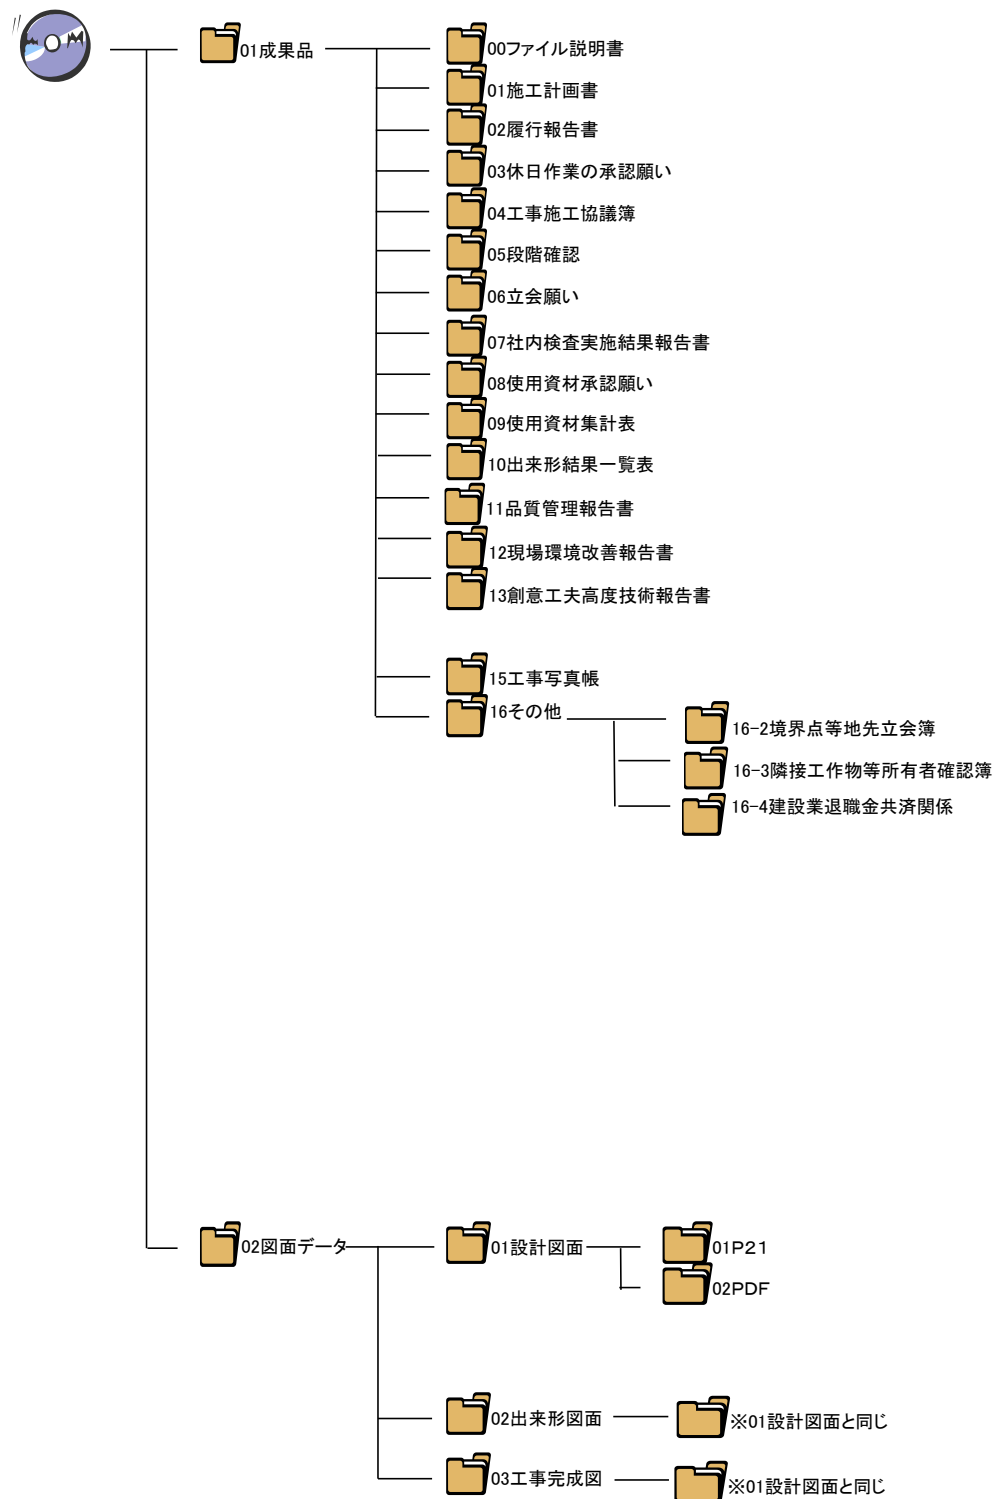 01成果品
00ファイル説明書
01施工計画書
02履行報告書
03休日作業の承認願い
04工事施工協議簿
05段階確認
06立会願い
07社内検査実施結果報告書
08使用資材承認願い
09使用資材集計表
10出来形結果一覧表
11品質管理報告書
12現場環境改善報告書
13創意工夫高度技術報告書
15工事写真帳
16その他
16-2境界点等地先立会簿
16-3隣接工作物等所有者確認簿
16-4建設業退職金共済関係
02図面データ
01設計図面
01P21
02PDF
02出来形図面
※01設計図面と同じ
03工事完成図
※01設計図面と同じ